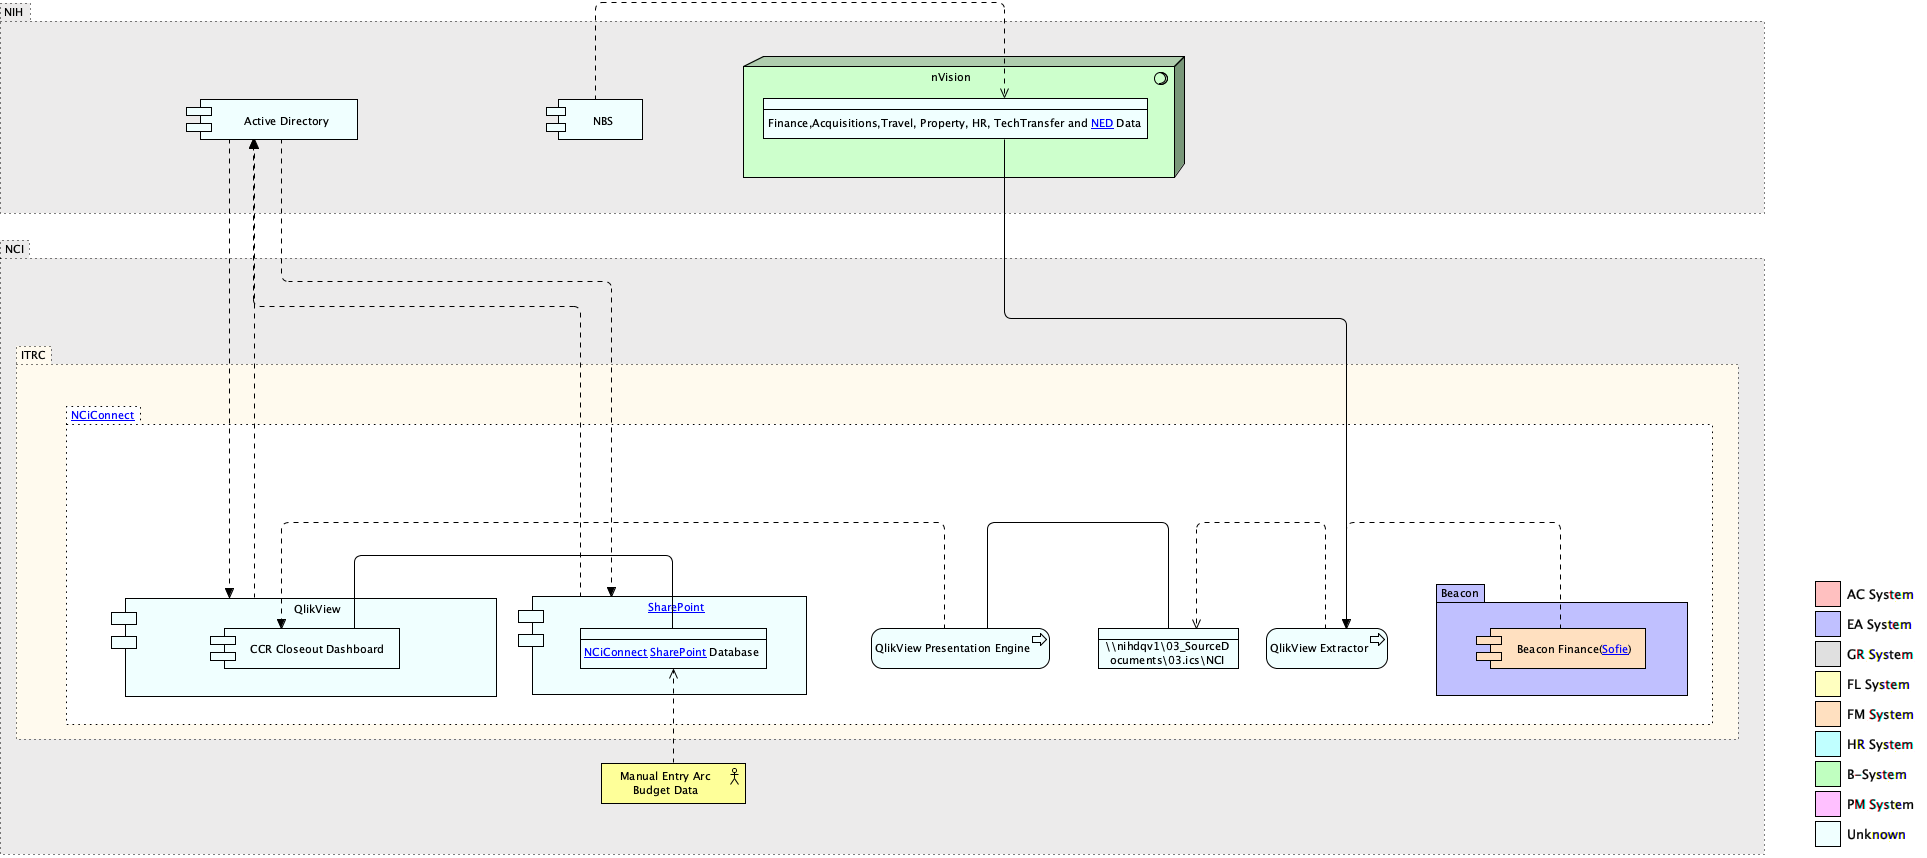 NIH
nVision
Active Directory
NBS
Finance,Acquisitions,Travel, Property, HR, TechTransfer and NED Data
NCI
ITRC
NCiConnect
QlikView
CCR Closeout Dashboard
SharePoint
NCiConnect SharePoint Database
QlikView Presentation Engine
\\nihdqv1\03_SourceD
ocuments\03.ics\NCI
QlikView Extractor
Beacon
Beacon Finance(Sofie)
Manual Entry Arc
Budget Data
AC System
EA System
GR System
FL System
FM System
HR System
B-System
PM System
Unknown